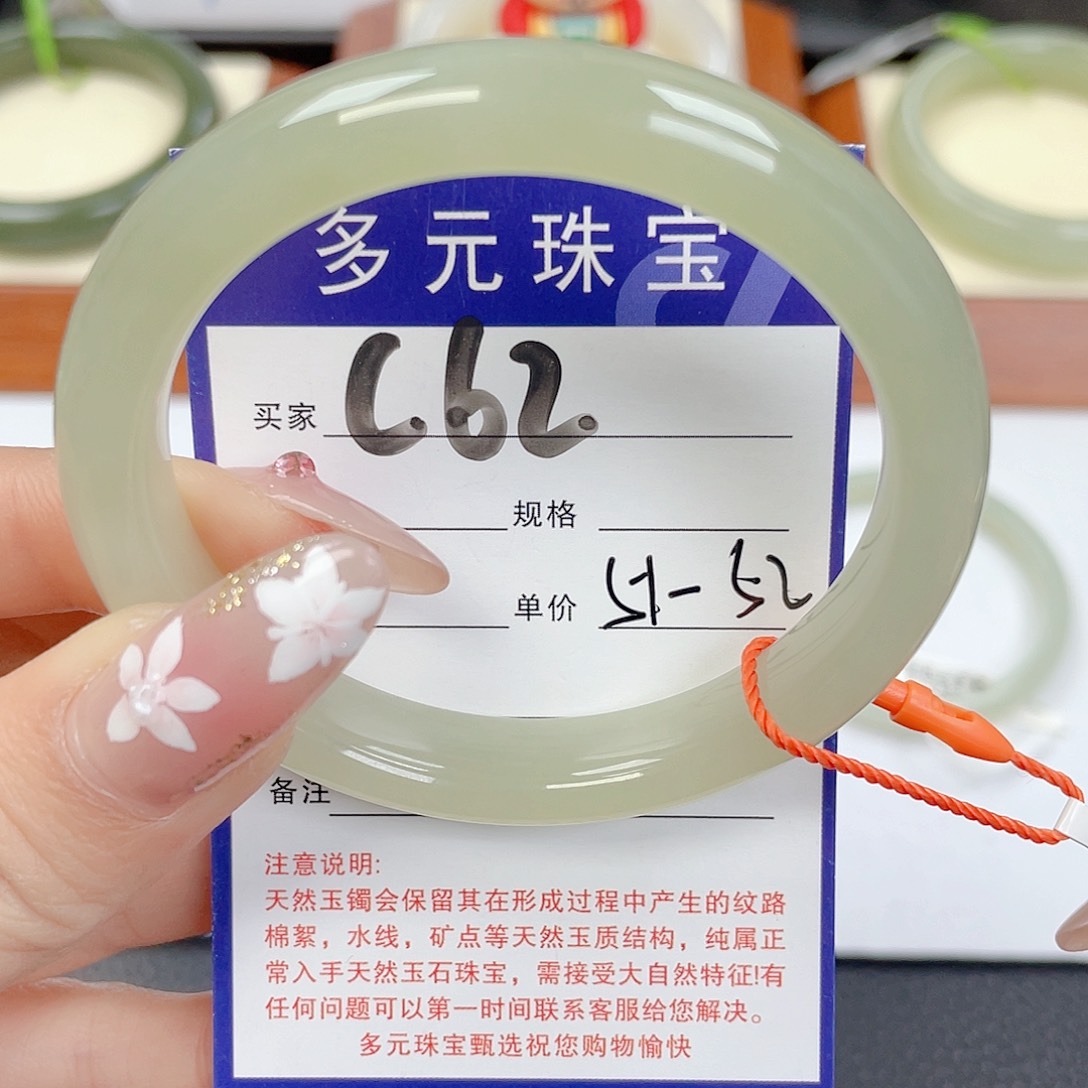 多元珠宝
买家 C.62.
规格
单价 51-52
备注
注意说明:
天然玉镯会保留其在形成过程中产生的纹路
棉絮，水线，矿点等天然玉质结构，纯属正
常入手天然玉石珠宝，需接受大自然特征!有
任何问题可以第一时间联系客服给您解决。
多元珠宝甄选祝您购物愉快